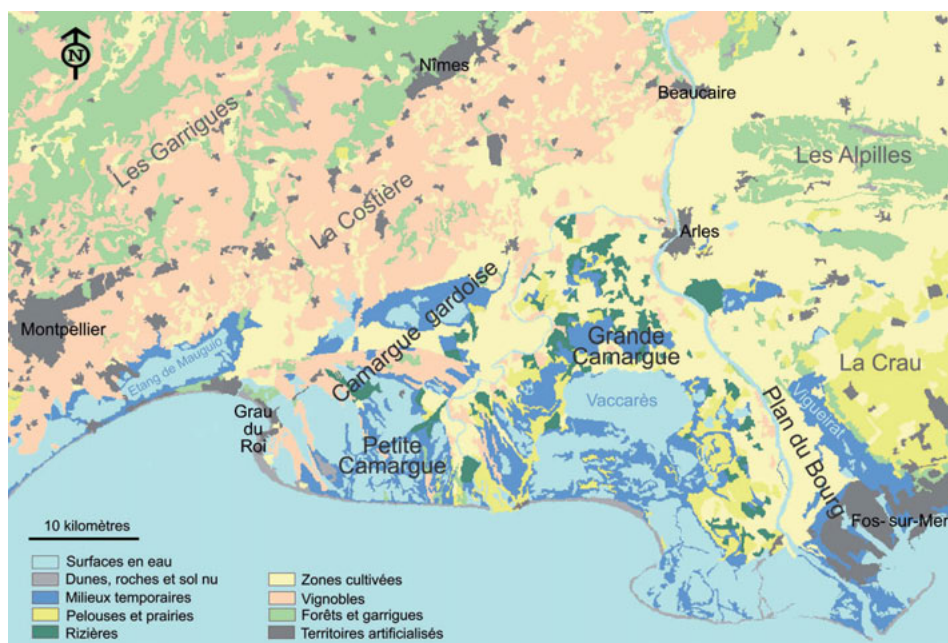 N
Nîmes
Beaucaire
Les Garrigues
Les Alpilles
La Costière
Arles
Camargue gardoise
Montpellier
Etang de Mauguio
Grande
Camargue
La Crau
Vigueirat
Vaccarès
Plan du Bourg
Grau
du
Roi
Petite
Camargue
Fos- sur-Mer
10 kilomètres
Surfaces en eau
Dunes, roches et sol nu
Milieux temporaires
Pelouses et prairies
Rizières
Zones cultivées
Vignobles
Forêts et garrigues
Territoires artificialisés